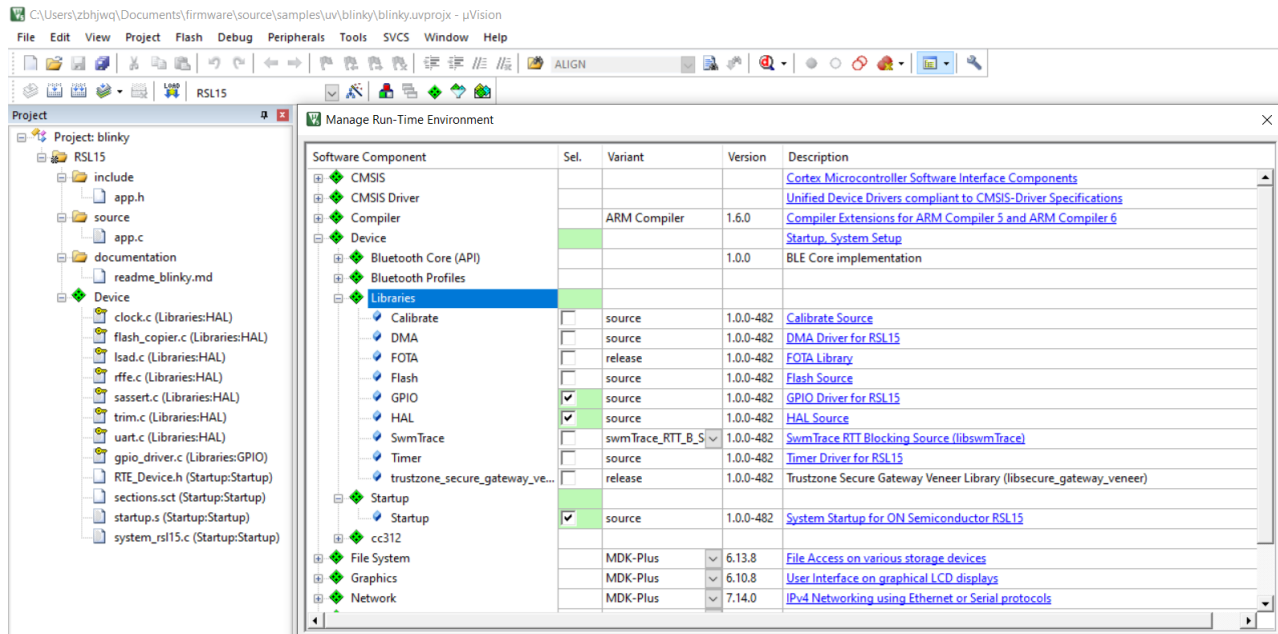 C:\Users\zbhjwq\Documents\firmware\source\samples\uv\blinky\blinky.uvprojx - µVision
File Edit View Project Flash Debug Peripherals Tools SVCS Window Help
ALIGN
LOAD RSL15
Project
Project: blinky
RSL15
include
app.h
source
app.c
documentation
readme_blinky.md
Device
clock.c (Libraries:HAL)
flash_copier.c (Libraries:HAL)
lsad.c (Libraries:HAL)
rffe.c (Libraries:HAL)
sassert.c (Libraries:HAL)
trim.c (Libraries:HAL)
uart.c (Libraries:HAL)
gpio_driver.c (Libraries:GPIO)
RTE_Device.h (Startup:Startup)
sections.sct (Startup:Startup)
startup.s (Startup:Startup)
system_rsl15.c (Startup:Startup)
Manage Run-Time Environment
Software Component Sel. Variant Version Description
CMSIS Cortex Microcontroller Software Interface Components
CMSIS Driver Unified Device Drivers compliant to CMSIS-Driver Specifications
Compiler ARM Compiler 1.6.0 Compiler Extensions for ARM Compiler 5 and ARM Compiler 6
Device Startup, System Setup
Bluetooth Core (API) 1.0.0 BLE Core implementation
Bluetooth Profiles
Libraries
Calibrate source 1.0.0-482 Calibrate Source
DMA source 1.0.0-482 DMA Driver for RSL15
FOTA release 1.0.0-482 FOTA Library
Flash source 1.0.0-482 Flash Source
GPIO source 1.0.0-482 GPIO Driver for RSL15
HAL source 1.0.0-482 HAL Source
SwmTrace swmTrace_RTT_B_S 1.0.0-482 SwmTrace RTT Blocking Source (libswmTrace)
Timer source 1.0.0-482 Timer Driver for RSL15
trustzone_secure_gateway_ve... release 1.0.0-482 Trustzone Secure Gateway Veneer Library (libsecure_gateway_veneer)
Startup
Startup source 1.0.0-482 System Startup for ON Semiconductor RSL15
cc312
File System MDK-Plus 6.13.8 File Access on various storage devices
Graphics MDK-Plus 6.10.8 User Interface on graphical LCD displays
Network MDK-Plus 7.14.0 IPv4 Networking using Ethernet or Serial protocols